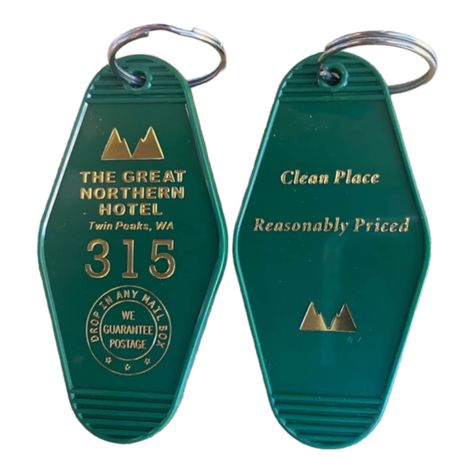 THE GREAT
NORTHERN
HOTEL
Twin Peaks, WA
315
DROP IN ANY MAIL BOX
WE
GUARANTEE
POSTAGE
Clean Place
Reasonably Priced